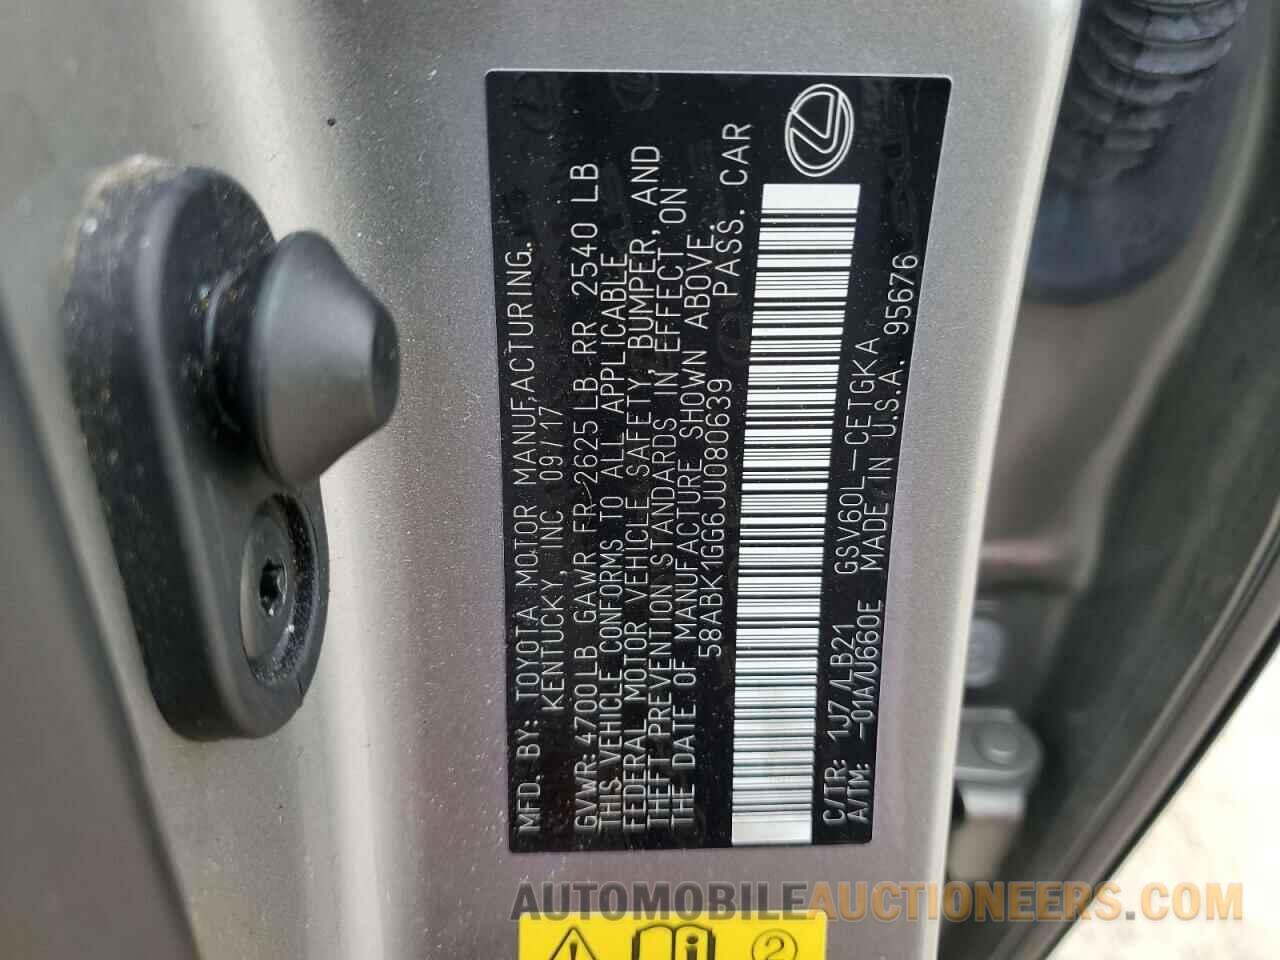 MFD. BY: TOYOTA MOTOR MANUFACTURING.
KENTUCKY, INC 09/17
GVWR 4700LB GAWR FR 2625LB RR 2540 LB
THIS VEHICLE CONFORMS TO ALL APPLICABLE
FEDERAL MOTOR VEHICLE SAFETY, BUMPER, AND
THEFT PREVENTION STANDARDS IN EFFECT ON
THE DATE OF MANUFACTURE SHOWN ABOVE.
58ABK1GG6JU080639 PASS. CAR
C/TR: 1J7/LB21 GSV60L-CETGKA
A/TM: -01A/U660E MADE IN U.S.A. 95676
2
AUTOMOBILEAUCTIONEERS.COM